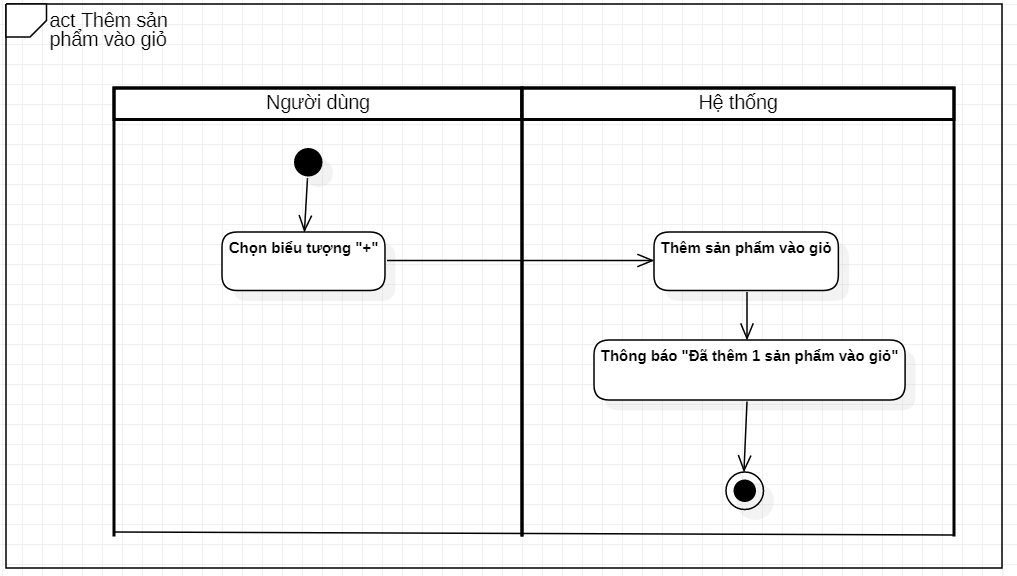 act Thêm sản
phẩm vào giỏ
Người dùng
Hệ thống
Chọn biểu tượng "+"
Thêm sản phẩm vào giỏ
Thông báo "Đã thêm 1 sản phẩm vào giỏ"